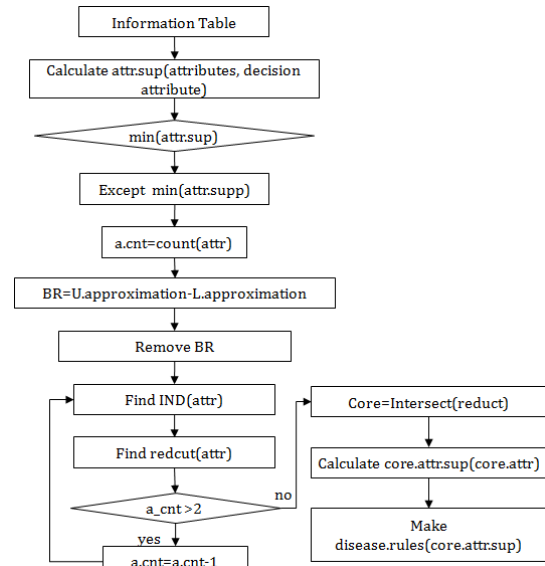 Information Table
Calculate attr.sup(attributes, decision
attribute)
min(attr.sup)
Except min(attr.supp)
a.cnt=count(attr)
BR=U.approximation-L.approximation
Remove BR
Find IND(attr)
Find redcut(attr)
a_cnt >2
no
yes
a.cnt=a.cnt-1
Core=Intersect(reduct)
Calculate core.attr.sup(core.attr)
Make
disease.rules(core.attr.sup)